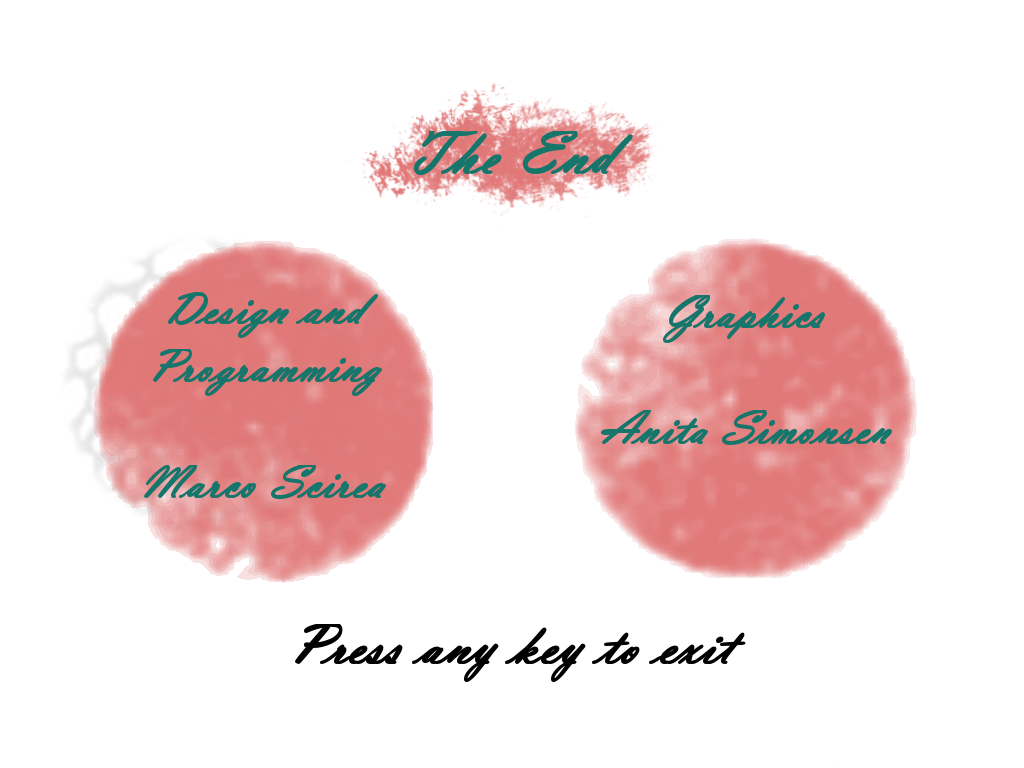 The End
Design and
Programming
Marco Scirea
Graphics
Anita Simonsen
Press any key to exit